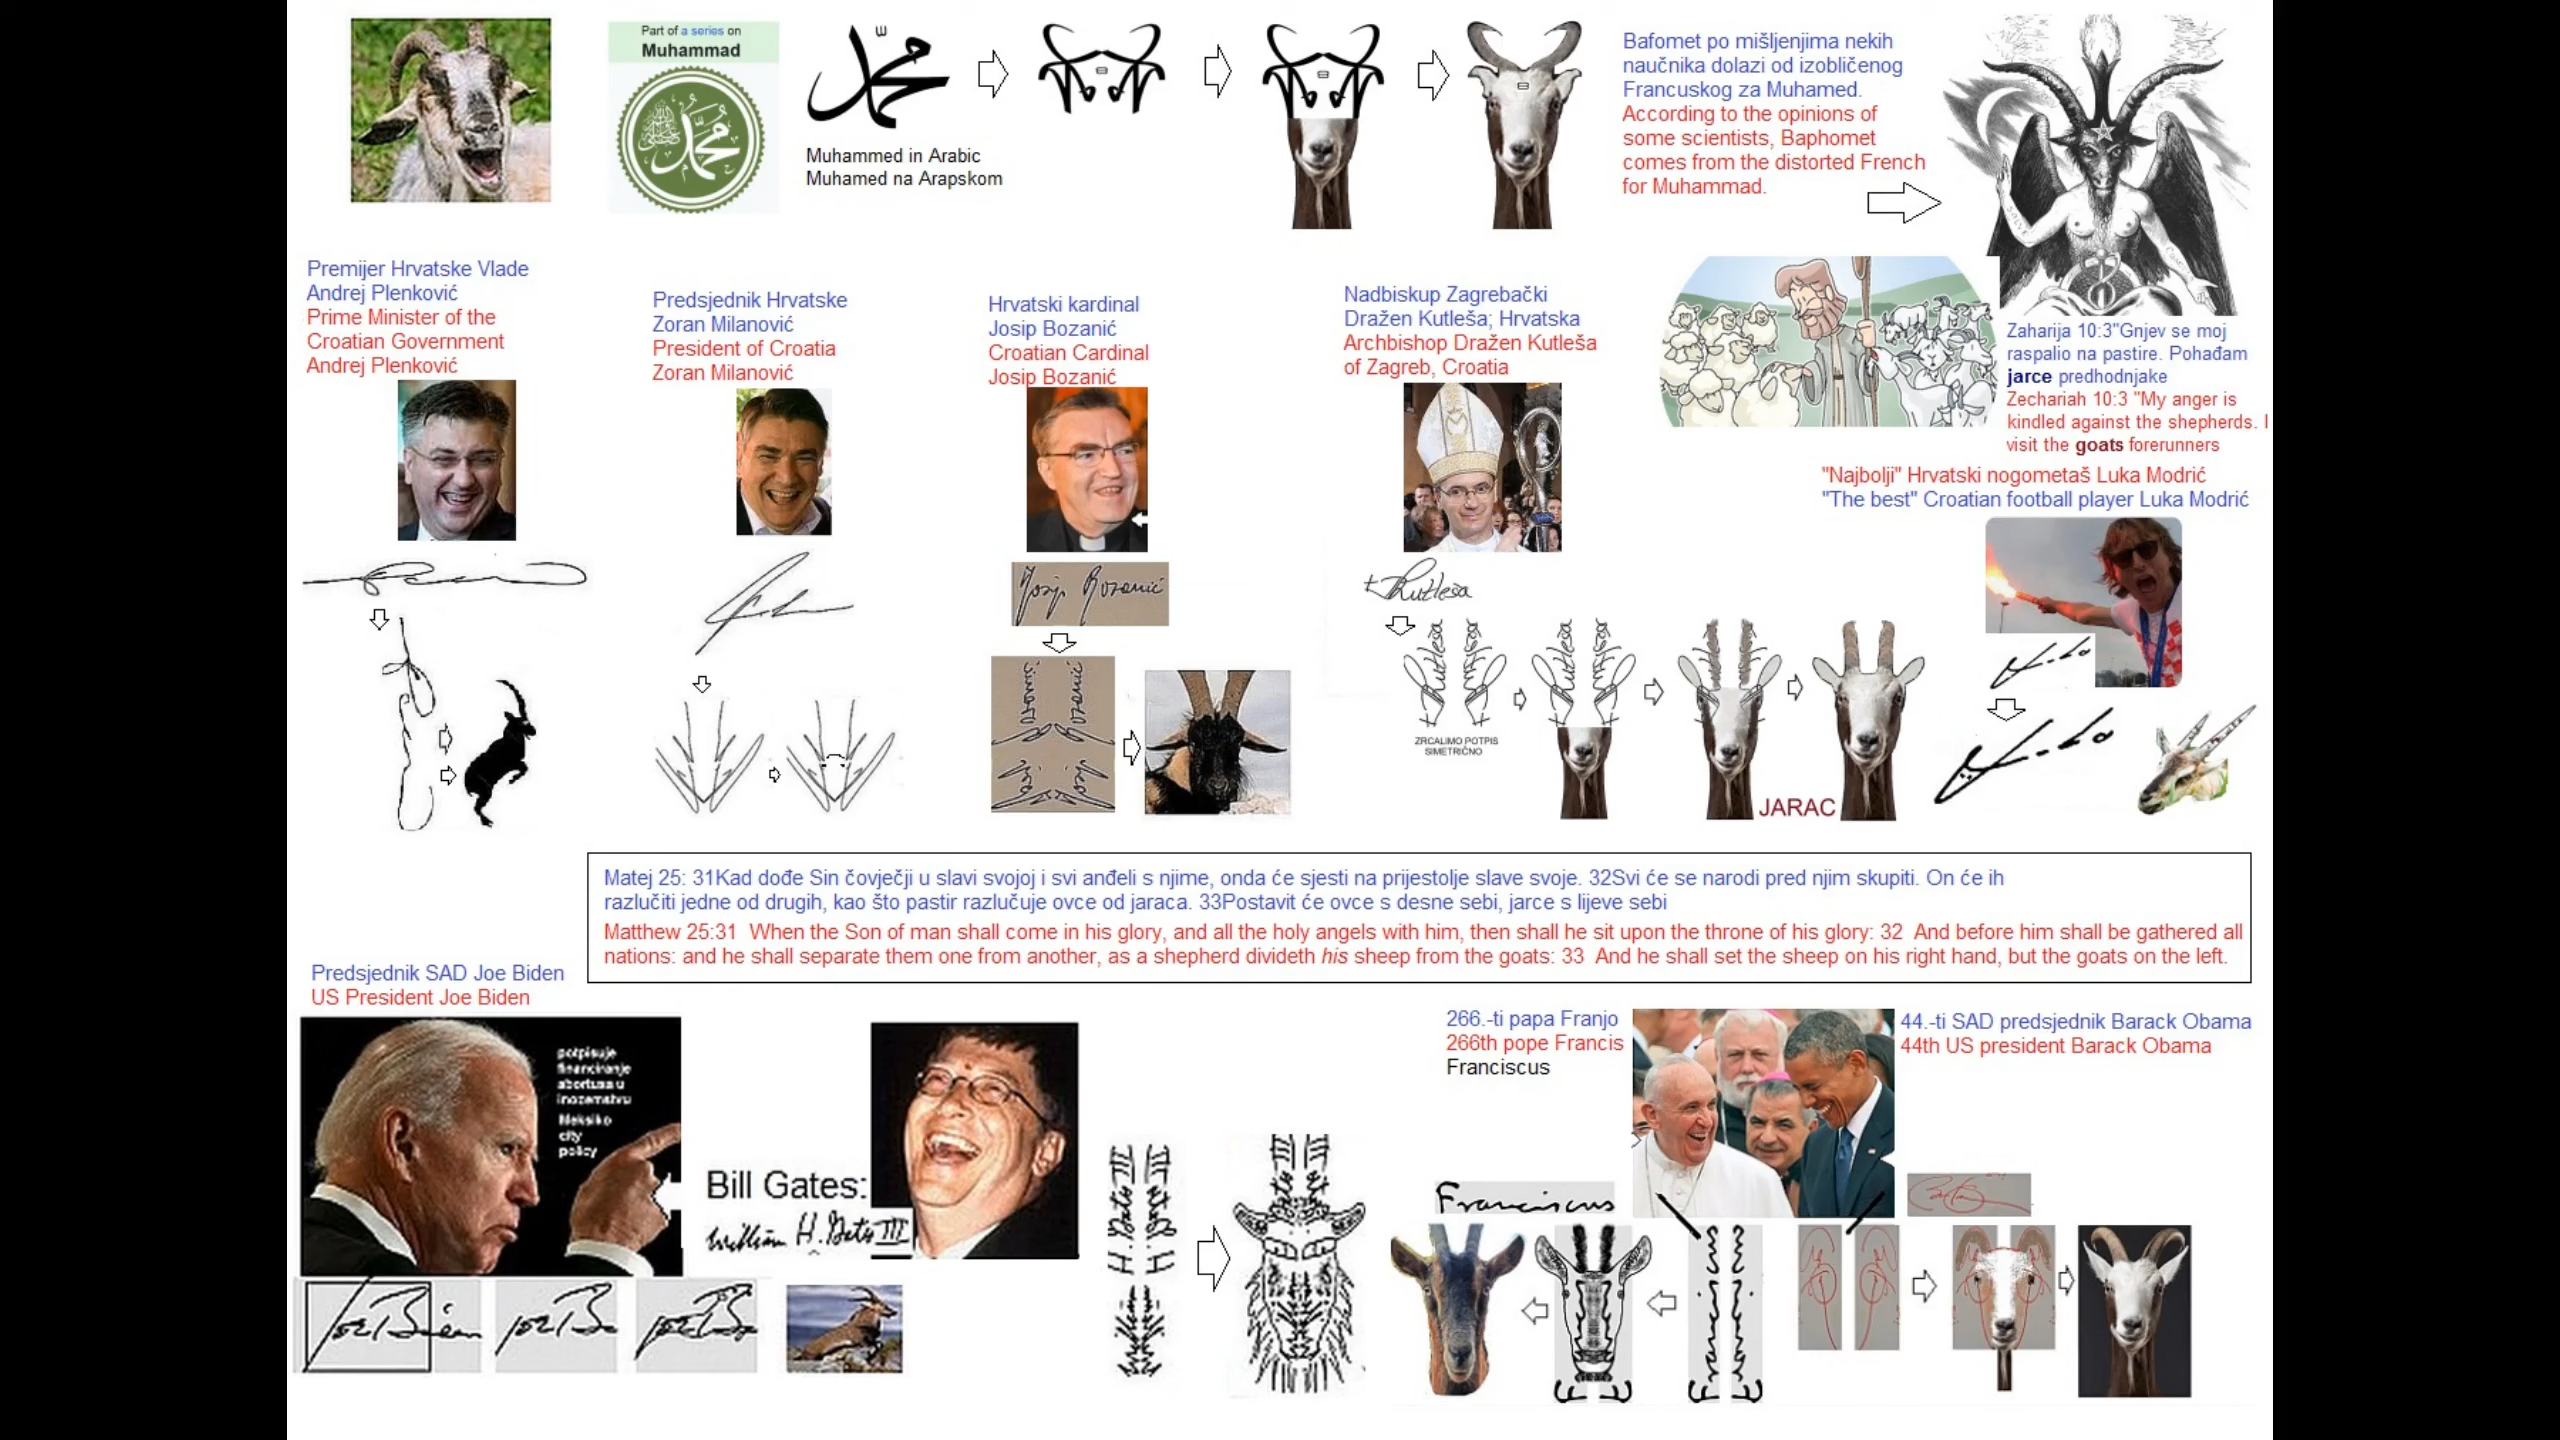 Part of a series on
Muhammad
محمد
Muhammed in Arabic
Muhamed na Arapskom
Bafomet po mišljenjima nekih
naučnika dolazi od izobličenog
Francuskog za Muhamed.
According to the opinions of
some scientists, Baphomet
comes from the distorted French
for Muhammad.
Premijer Hrvatske Vlade
Andrej Plenković
Prime Minister of the
Croatian Government
Andrej Plenković
Predsjednik Hrvatske
Zoran Milanović
President of Croatia
Zoran Milanović
Hrvatski kardinal
Josip Bozanić
Croatian Cardinal
Josip Bozanić
Josip Bozanić
Nadbiskup Zagrebački
Dražen Kutleša; Hrvatska
Archbishop Dražen Kutleša
of Zagreb, Croatia
Kutleša
ZRCALIMO POTPIS
SIMETRIČNO
JARAC
Zaharija 10:3"Gnjev se moj
raspalio na pastire. Pohađam
jarce predhodnjake
Zechariah 10:3 "My anger is
kindled against the shepherds. I
visit the goats forerunners
"Najbolji" Hrvatski nogometaš Luka Modrić
"The best" Croatian football player Luka Modrić
Matej 25: 31Kad dođe Sin čovječji u slavi svojoj i svi anđeli s njime, onda će sjesti na prijestolje slave svoje. 32Svi će se narodi pred njim skupiti. On će ih
razlučiti jedne od drugih, kao što pastir razlučuje ovce od jaraca. 33Postavit će ovce s desne sebi, jarce s lijeve sebi
Matthew 25:31 When the Son of man shall come in his glory, and all the holy angels with him, then shall he sit upon the throne of his glory: 32 And before him shall be gathered all
nations: and he shall separate them one from another, as a shepherd divideth his sheep from the goats: 33 And he shall set the sheep on his right hand, but the goats on the left.
Predsjednik SAD Joe Biden
US President Joe Biden
potpisuje
financiranje
abortusa u
inozemstvu
Meksiko
city
policy
Joe Biden
Bill Gates:
William H. Gates III
266.-ti papa Franjo
266th pope Francis
Franciscus
Franciscus
44.-ti SAD predsjednik Barack Obama
44th US president Barack Obama